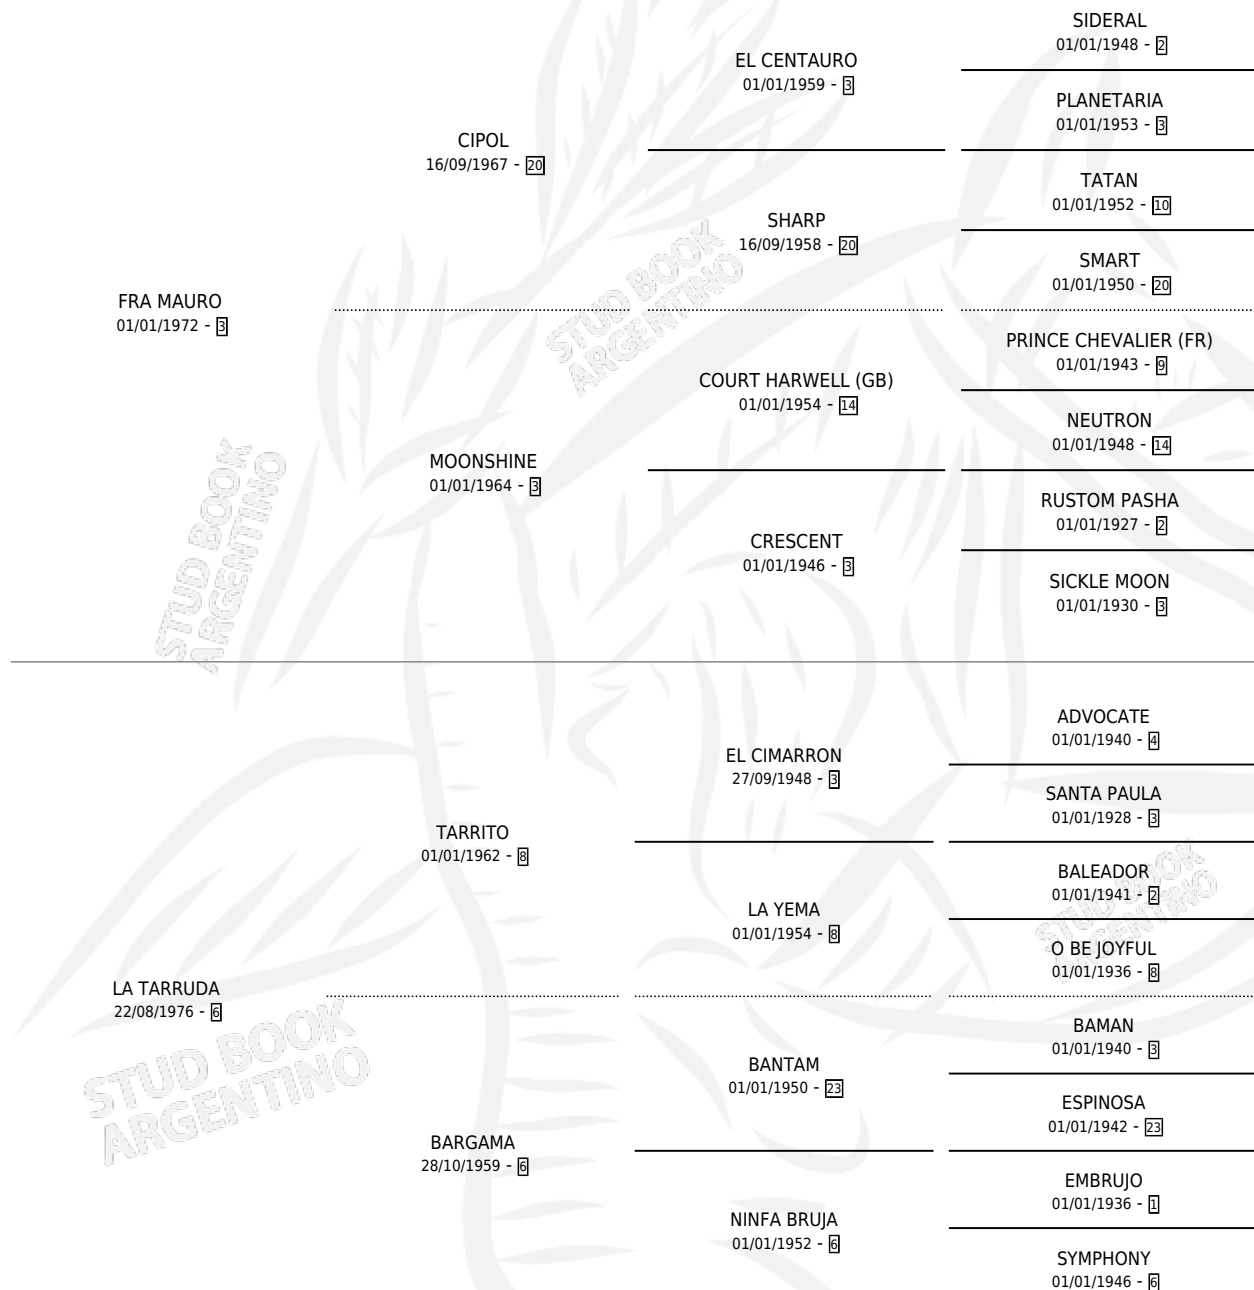 SIDERAL
01/01/1948 - 2
EL CENTAURO
01/01/1959 - 3
PLANETARIA
01/01/1953 - 3
CIPOL
16/09/1967 - 20
TATAN
01/01/1952 - 10
SHARP
16/09/1958 - 20
SMART
01/01/1950 - 20
FRA MAURO
01/01/1972 - 3
PRINCE CHEVALIER (FR)
01/01/1943 - 9
COURT HARWELL (GB)
01/01/1954 - 14
NEUTRON
01/01/1948 - 14
MOONSHINE
01/01/1964 - 3
RUSTOM PASHA
01/01/1927 - 2
CRESCENT
01/01/1946 - 3
SICKLE MOON
01/01/1930 - 3
ADVOCATE
01/01/1940 - 4
EL CIMARRON
27/09/1948 - 3
SANTA PAULA
01/01/1928 - 3
TARRITO
01/01/1962 - 8
BALEADOR
01/01/1941 - 2
LA YEMA
01/01/1954 - 8
O BE JOYFUL
01/01/1936 - 8
LA TARRUDA
22/08/1976 - 6
BAMAN
01/01/1940 - 3
BANTAM
01/01/1950 - 23
ESPINOSA
01/01/1942 - 23
BARGAMA
28/10/1959 - 6
EMBRUJO
01/01/1936 - 1
NINFA BRUJA
01/01/1952 - 6
SYMPHONY
01/01/1946 - 6
STUD BOOK
ARGENTINO
STUD BOOK
ARGENTINO
STUD BOOK
ARGENTINO
STUD BOOK
ARGENTINO